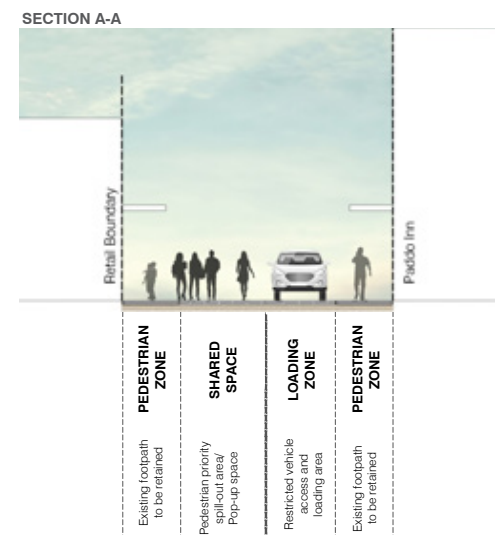 SECTION A-A
Retail Boundary
Paddo Inn
PEDESTRIAN
ZONE
SHARED
SPACE
LOADING
ZONE
PEDESTRIAN
ZONE
Existing footpath
to be retained
Pedestrian priority
spill-out area/
Pop-up space
Restricted vehicle
access and
loading area
Existing footpath
to be retained